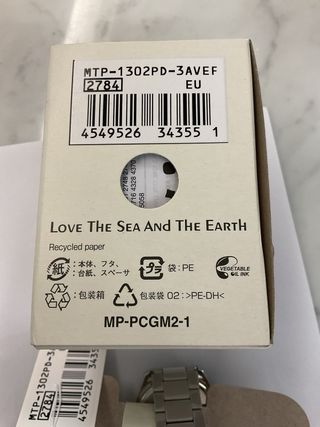 MTP-1302PD-3AVEF
2784 EU
4549526 34355 1
LOVE THE SEA AND THE EARTH
Recycled paper
紙 :本体、フタ、
台紙、スペーサ
プラ 袋:PE
VEGETABLE
OIL INK
:包装箱
包装袋 02:>PE-DH<
MP-PCGM2-1
MTP-1302PD-3
2784
4549526 3435